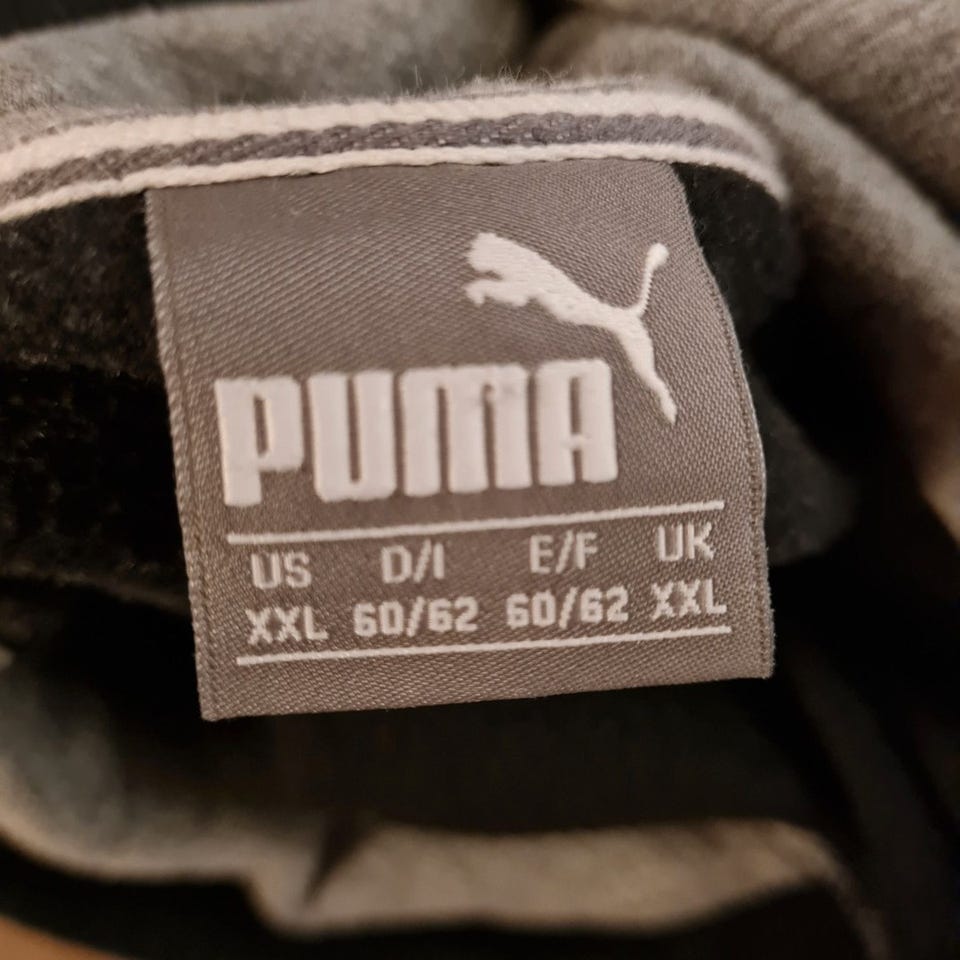 PUMA
US D/I E/F UK
XXL 60/62 60/62 XXL